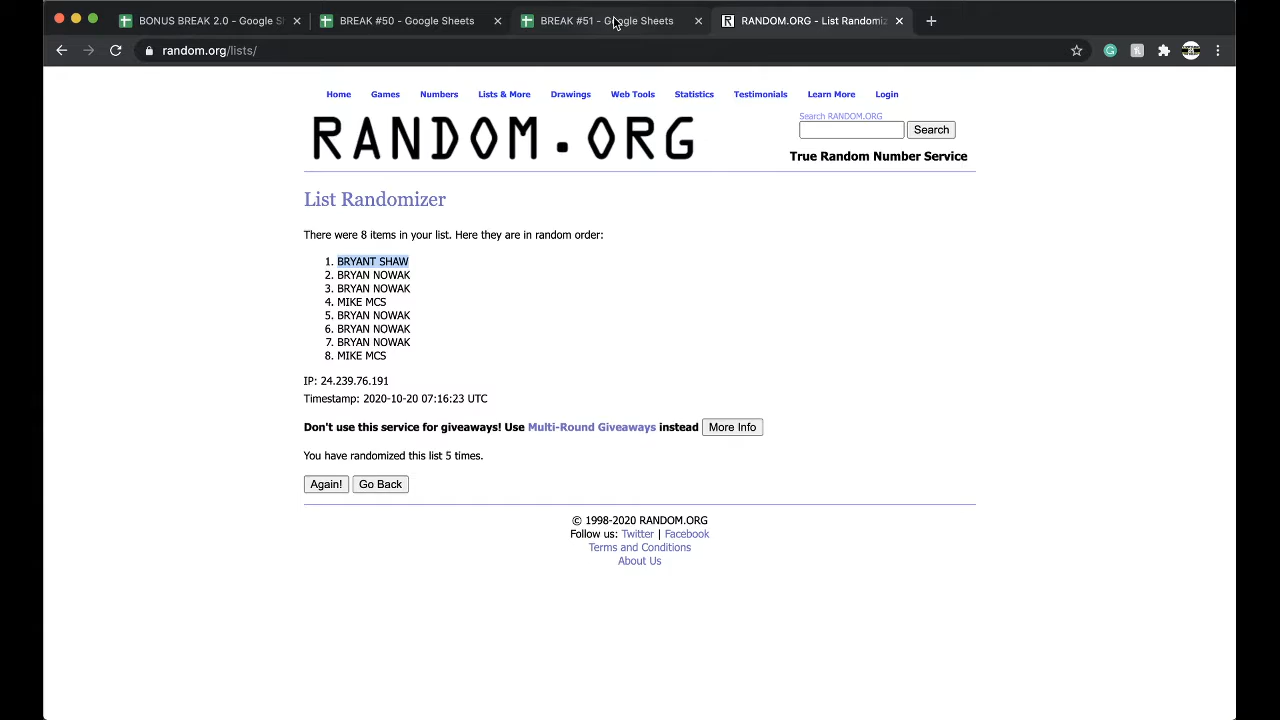 BONUS BREAK 2.0 - Google S
BREAK #50 - Google Sheets
BREAK #51 - Google Sheets
RANDOM.ORG - List Randomiz
random.org/lists/
Home Games Numbers Lists & More Drawings Web Tools Statistics Testimonials Learn More Login
RANDOM.ORG
Search RANDOM.ORG
Search
True Random Number Service
List Randomizer
There were 8 items in your list. Here they are in random order:
1. BRYANT SHAW
2. BRYAN NOWAK
3. BRYAN NOWAK
4. MIKE MCS
5. BRYAN NOWAK
6. BRYAN NOWAK
7. BRYAN NOWAK
8. MIKE MCS
IP: 24.239.76.191
Timestamp: 2020-10-20 07:16:23 UTC
Don't use this service for giveaways! Use Multi-Round Giveaways instead More Info
You have randomized this list 5 times.
Again! Go Back
© 1998-2020 RANDOM.ORG
Follow us: Twitter | Facebook
Terms and Conditions
About Us